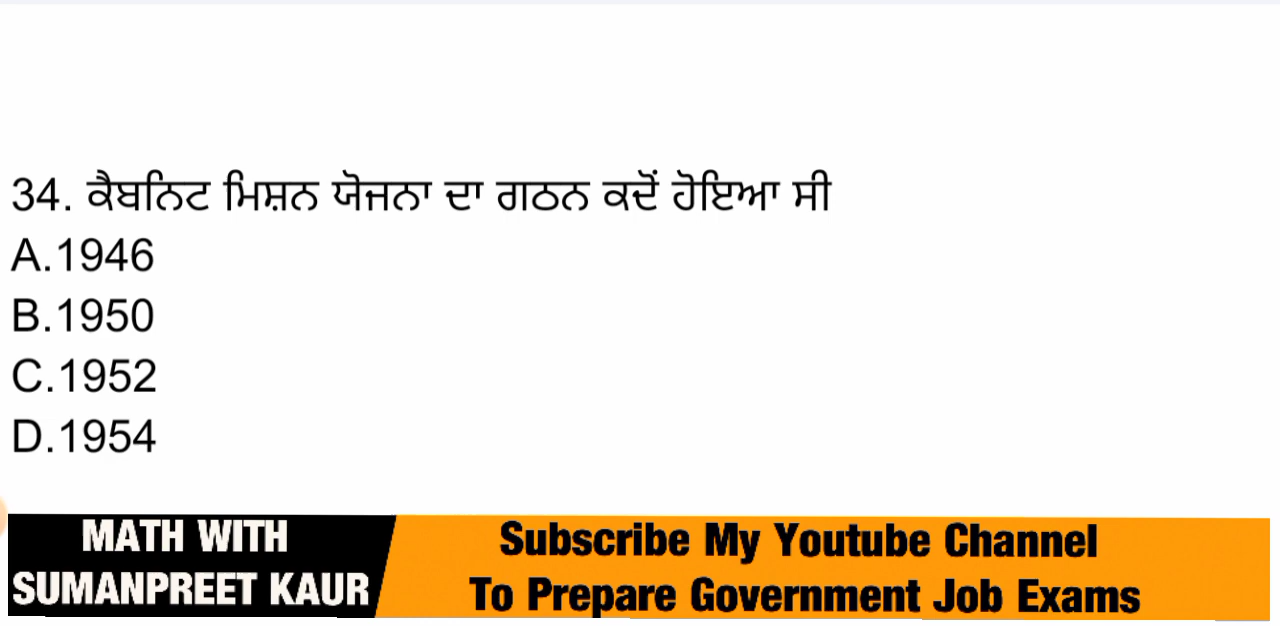 34. ਕੈਬਨਿਟ ਮਿਸ਼ਨ ਯੋਜਨਾ ਦਾ ਗਠਨ ਕਦੋਂ ਹੋਇਆ ਸੀ
A.1946
B.1950
C.1952
D.1954
MATH WITH
SUMANPREET KAUR
Subscribe My Youtube Channel
To Prepare Government Job Exams